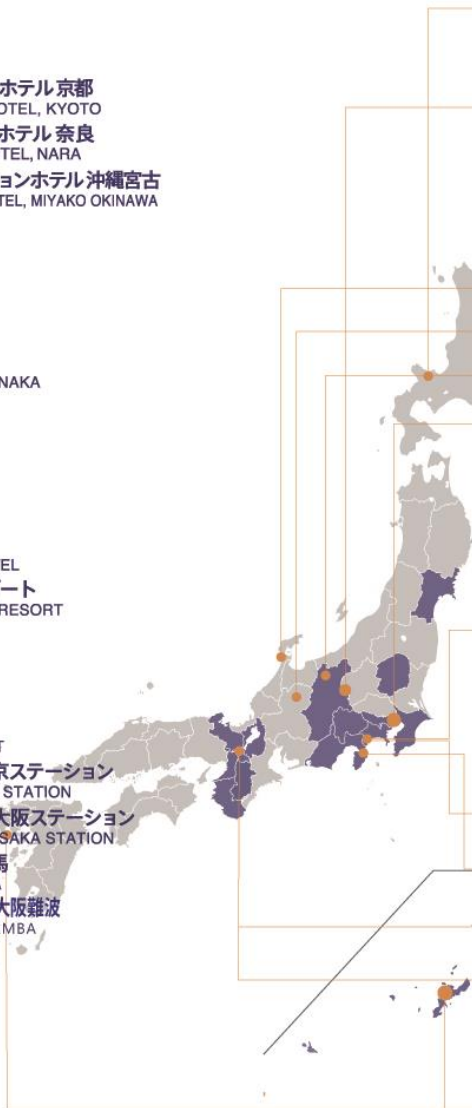 ホテル 京都
OTEL, KYOTO
ホテル 奈良
TEL, NARA
ョンホテル 沖縄宮古
TEL, MIYAKO OKINAWA
NAKA
EL
ート
RESORT
T
京ステーション
STATION
大阪ステーション
SAKA STATION
馬
大阪難波
MBA